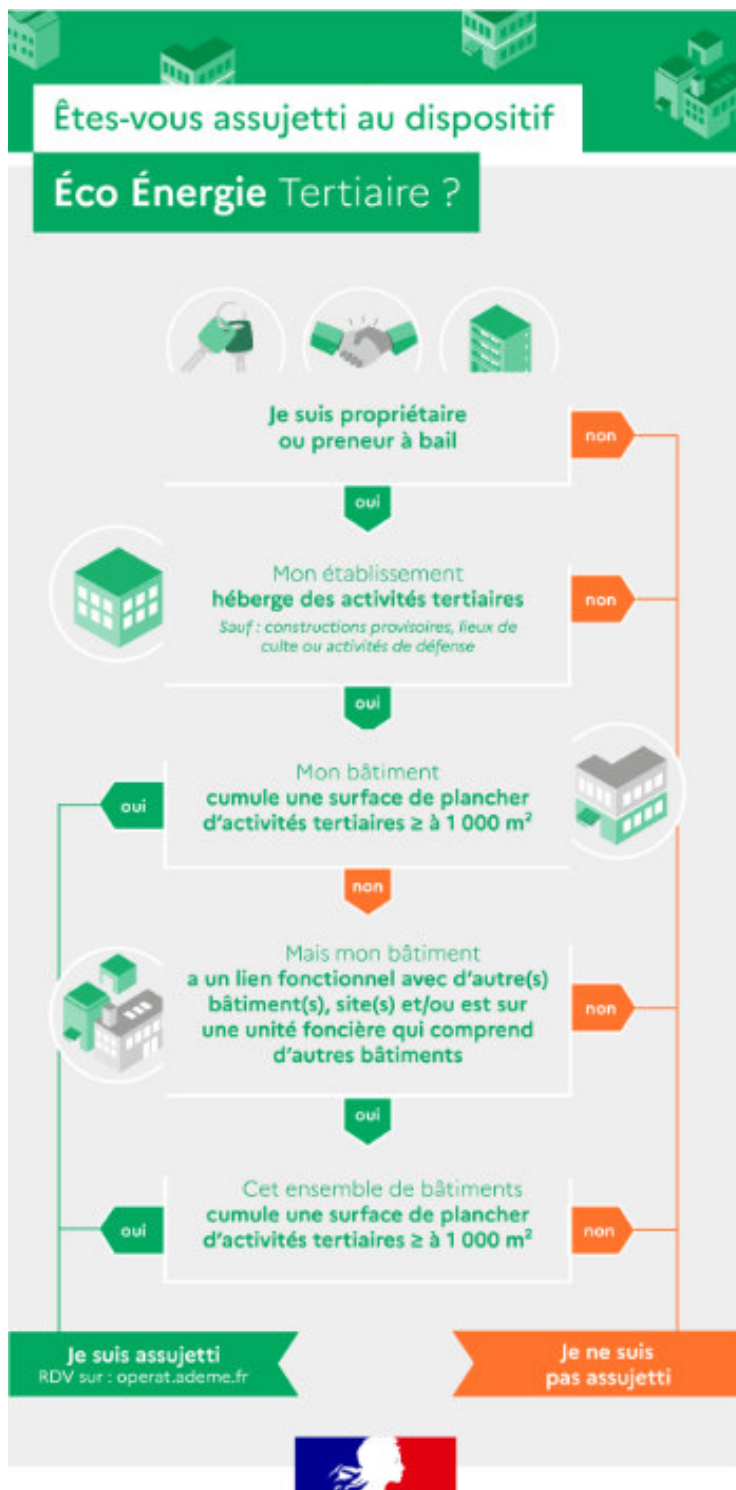 Êtes-vous assujetti au dispositif
Éco Énergie Tertiaire ?
Je suis propriétaire
ou preneur à bail
non
oui
Mon établissement
héberge des activités tertiaires
Sauf : constructions provisoires, lieux de
culte ou activités de défense
non
oui
Mon bâtiment
cumule une surface de plancher
d'activités tertiaires ≥ à 1 000 m²
oui
non
Mais mon bâtiment
a un lien fonctionnel avec d'autre(s)
bâtiment(s), site(s) et/ou est sur
une unité foncière qui comprend
d'autres bâtiments
non
oui
Cet ensemble de bâtiments
cumule une surface de plancher
d'activités tertiaires ≥ à 1 000 m²
oui
non
Je suis assujetti
RDV sur : operat.ademe.fr
Je ne suis
pas assujetti